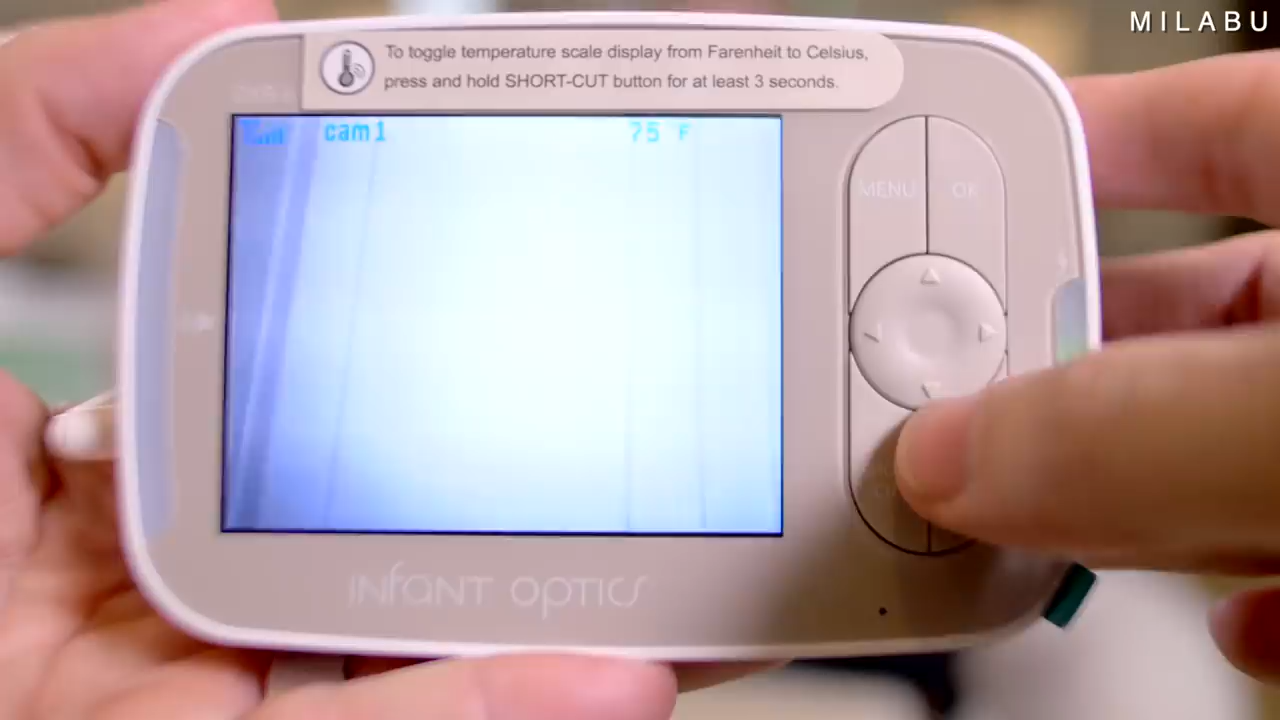 MILABU
To toggle temperature scale display from Farenheit to Celsius,
press and hold SHORT-CUT button for at least 3 seconds.
cam1 75 F
MENU OK
INFANT OPTICS